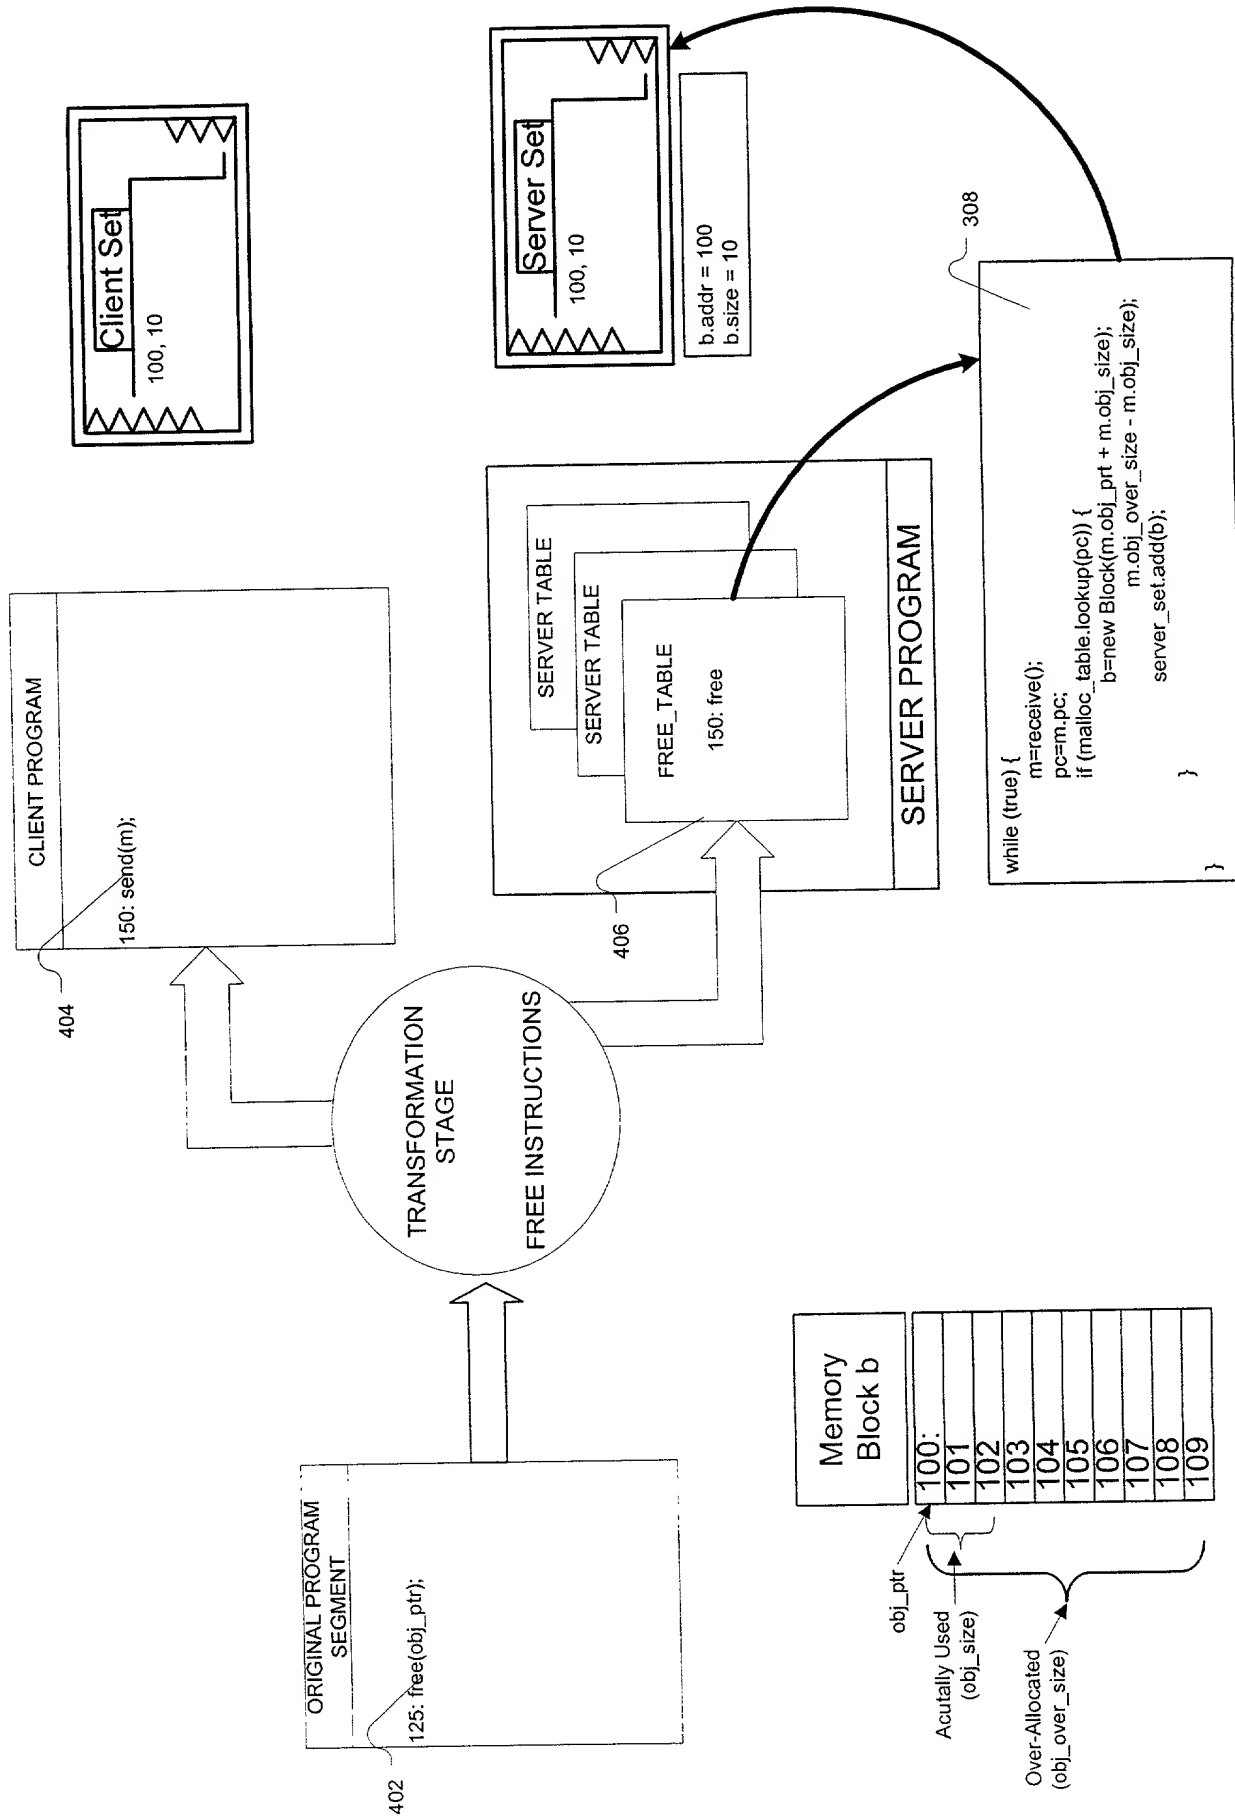 ORIGINAL PROGRAM
SEGMENT
125: free(obj_ptr);
402
TRANSFORMATION
STAGE
FREE INSTRUCTIONS
CLIENT PROGRAM
150: send(m);
404
Client Set
100, 10
SERVER TABLE
SERVER TABLE
FREE_TABLE
150: free
SERVER PROGRAM
406
Server Set
100, 10
b.addr = 100
b.size = 10
308
while (true) {
m=receive();
pc=m.pc;
if (malloc_table.lookup(pc)) {
b=new Block(m.obj_prt + m.obj_size);
m.obj_over_size - m.obj_size);
server_set.add(b);
}
}
Memory
Block b
100:
101
102
103
104
105
106
107
108
109
obj_ptr
Acutally Used
(obj_size)
Over-Allocated
(obj_over_size)